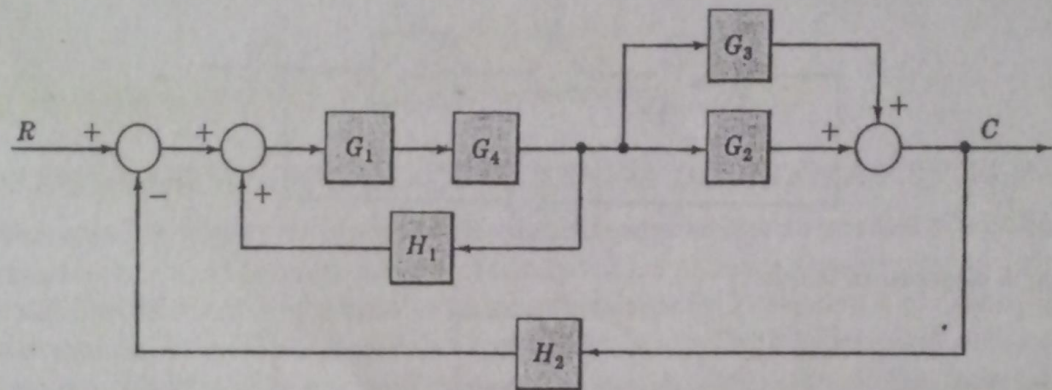 G₃
R + + + G₁ G₄ G₂ + + C
− + H₁
H₂